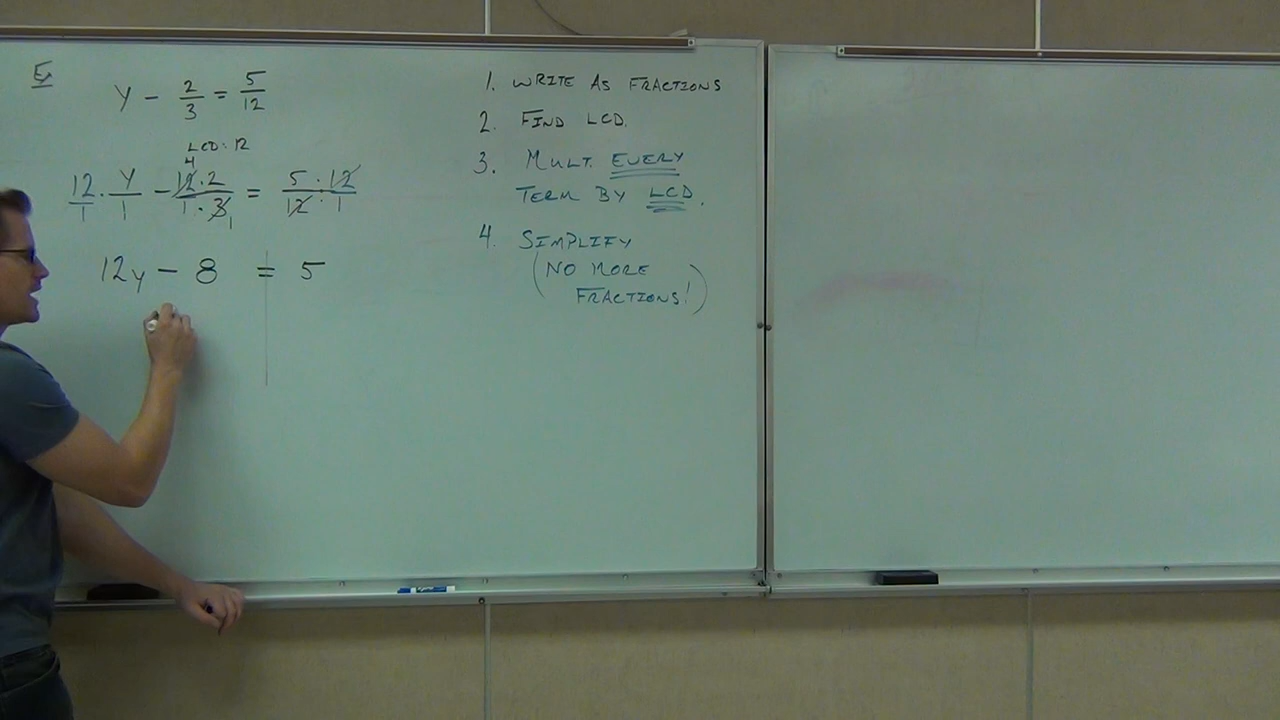 Ex
y - 2/3 = 5/12
LCD: 12
4
12/1 · y/1 - 12·2/1·3 = 5·12/12·1
1
12y - 8 = 5
1. WRITE AS FRACTIONS
2. FIND LCD.
3. MULT. EVERY
TERM BY LCD.
4. SIMPLIFY
(NO MORE
FRACTIONS!)